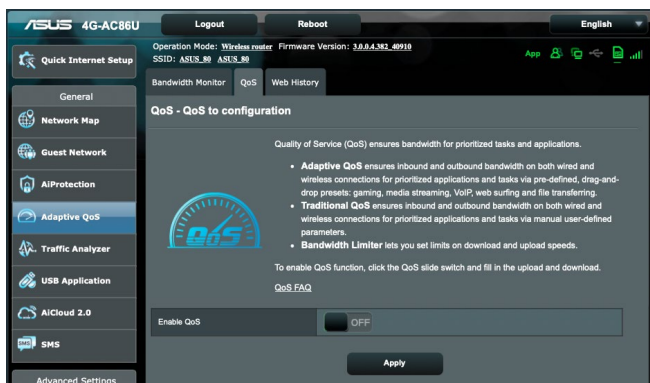 ASUS 4G-AC86U
Logout
Reboot
English
Operation Mode: Wireless router Firmware Version: 3.0.0.4.382_40910
SSID: ASUS_80 ASUS_80
App
Quick Internet Setup
General
Network Map
Guest Network
AiProtection
Adaptive QoS
Traffic Analyzer
USB Application
AiCloud 2.0
SMS
SMS
Advanced Settings
Bandwidth Monitor
QoS
Web History
QoS - QoS to configuration
QoS
Quality of Service (QoS) ensures bandwidth for prioritized tasks and applications.
• Adaptive QoS ensures inbound and outbound bandwidth on both wired and
wireless connections for prioritized applications and tasks via pre-defined, drag-and-
drop presets: gaming, media streaming, VoIP, web surfing and file transferring.
• Traditional QoS ensures inbound and outbound bandwidth on both wired and
wireless connections for prioritized applications and tasks via manual user-defined
parameters.
• Bandwidth Limiter lets you set limits on download and upload speeds.
To enable QoS function, click the QoS slide switch and fill in the upload and download.
QoS FAQ
Enable QoS
OFF
Apply